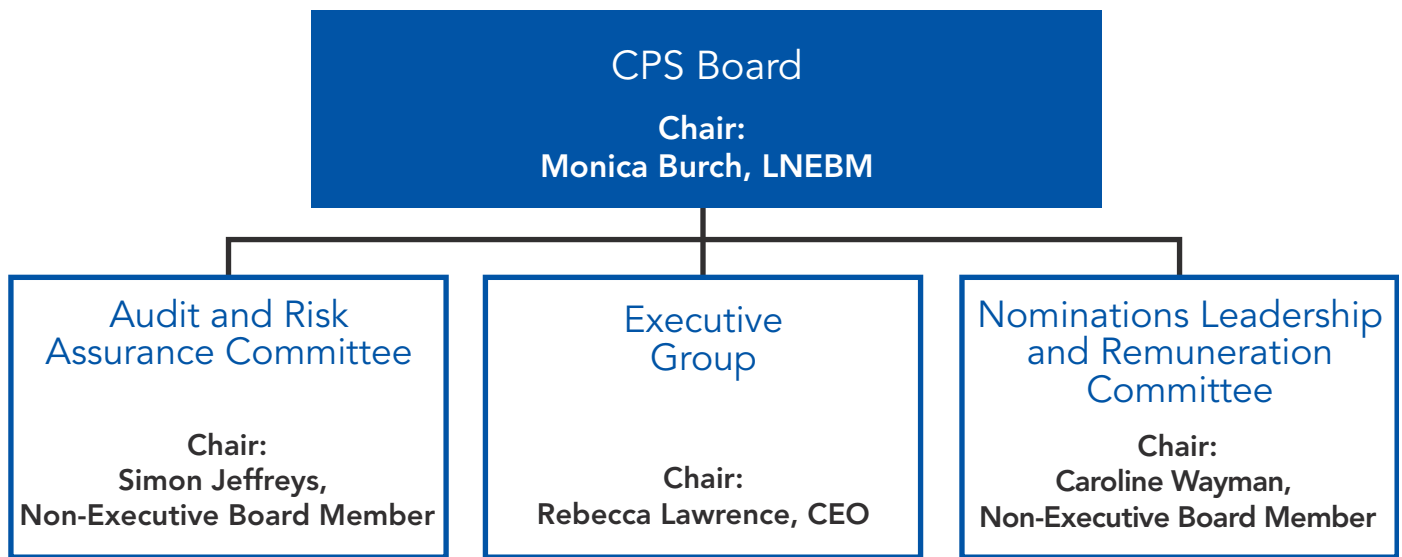 CPS Board
Chair:
Monica Burch, LNEBM
Audit and Risk
Assurance Committee
Chair:
Simon Jeffreys,
Non-Executive Board Member
Executive
Group
Chair:
Rebecca Lawrence, CEO
Nominations Leadership
and Remuneration
Committee
Chair:
Caroline Wayman,
Non-Executive Board Member